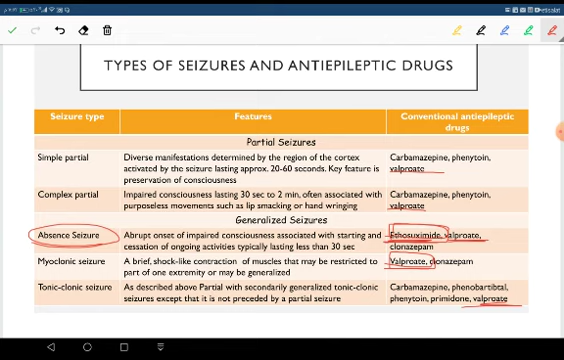 TYPES OF SEIZURES AND ANTIEPILEPTIC DRUGS
Seizure type Features Conventional antiepileptic
drugs
Partial Seizures
Simple partial Diverse manifestations determined by the region of the cortex Carbamazepine, phenytoin,
activated by the seizure lasting approx. 20-60 seconds. Key feature is valproate
preservation of consciousness
Complex partial Impaired consciousness lasting 30 sec to 2 min, often associated with Carbamazepine, phenytoin,
purposeless movements such as lip smacking or hand wringing valproate
Generalized Seizures
Absence Seizure Abrupt onset of impaired consciousness associated with starting and Ethosuximide, valproate,
cessation of ongoing activities typically lasting less than 30 sec clonazepam
Myoclonic seizure A brief, shock-like contraction of muscles that may be restricted to Valproate, clonazepam
part of one extremity or may be generalized
Tonic-clonic seizure As described above Partial with secondarily generalized tonic-clonic Carbamazepine, phenobartibtal,
seizures except that it is not preceded by a partial seizure phenytoin, primidone, valproate